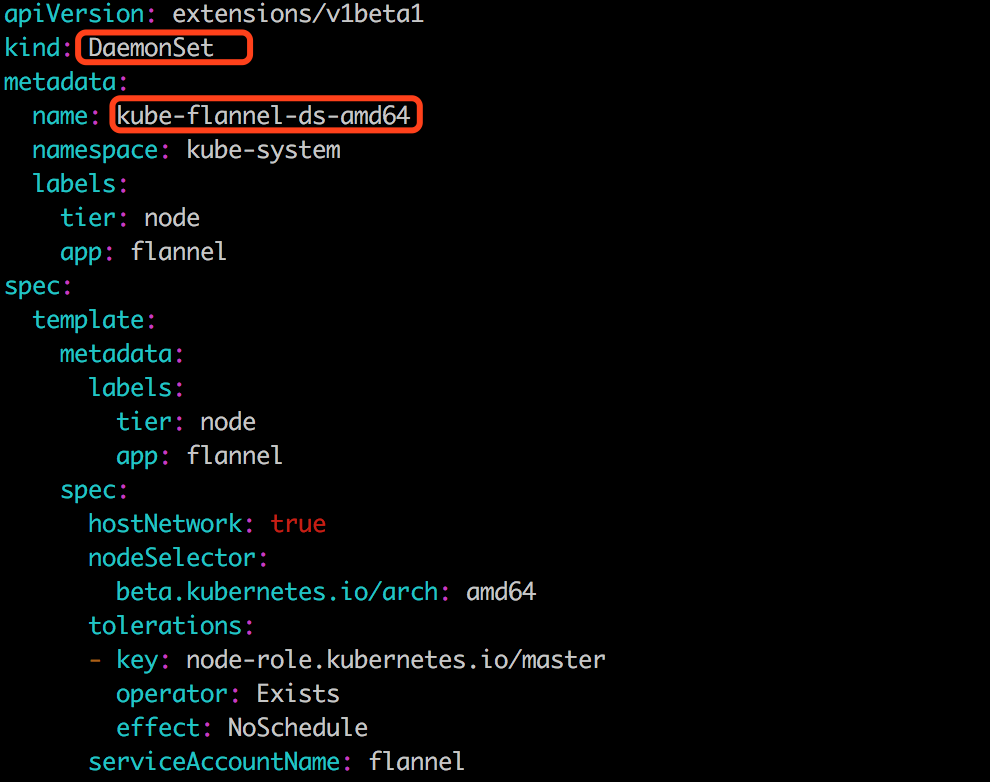 apiVersion: extensions/v1beta1
kind: DaemonSet
metadata:
  name: kube-flannel-ds-amd64
  namespace: kube-system
  labels:
    tier: node
    app: flannel
spec:
  template:
    metadata:
      labels:
        tier: node
        app: flannel
    spec:
      hostNetwork: true
      nodeSelector:
        beta.kubernetes.io/arch: amd64
      tolerations:
      - key: node-role.kubernetes.io/master
        operator: Exists
        effect: NoSchedule
      serviceAccountName: flannel